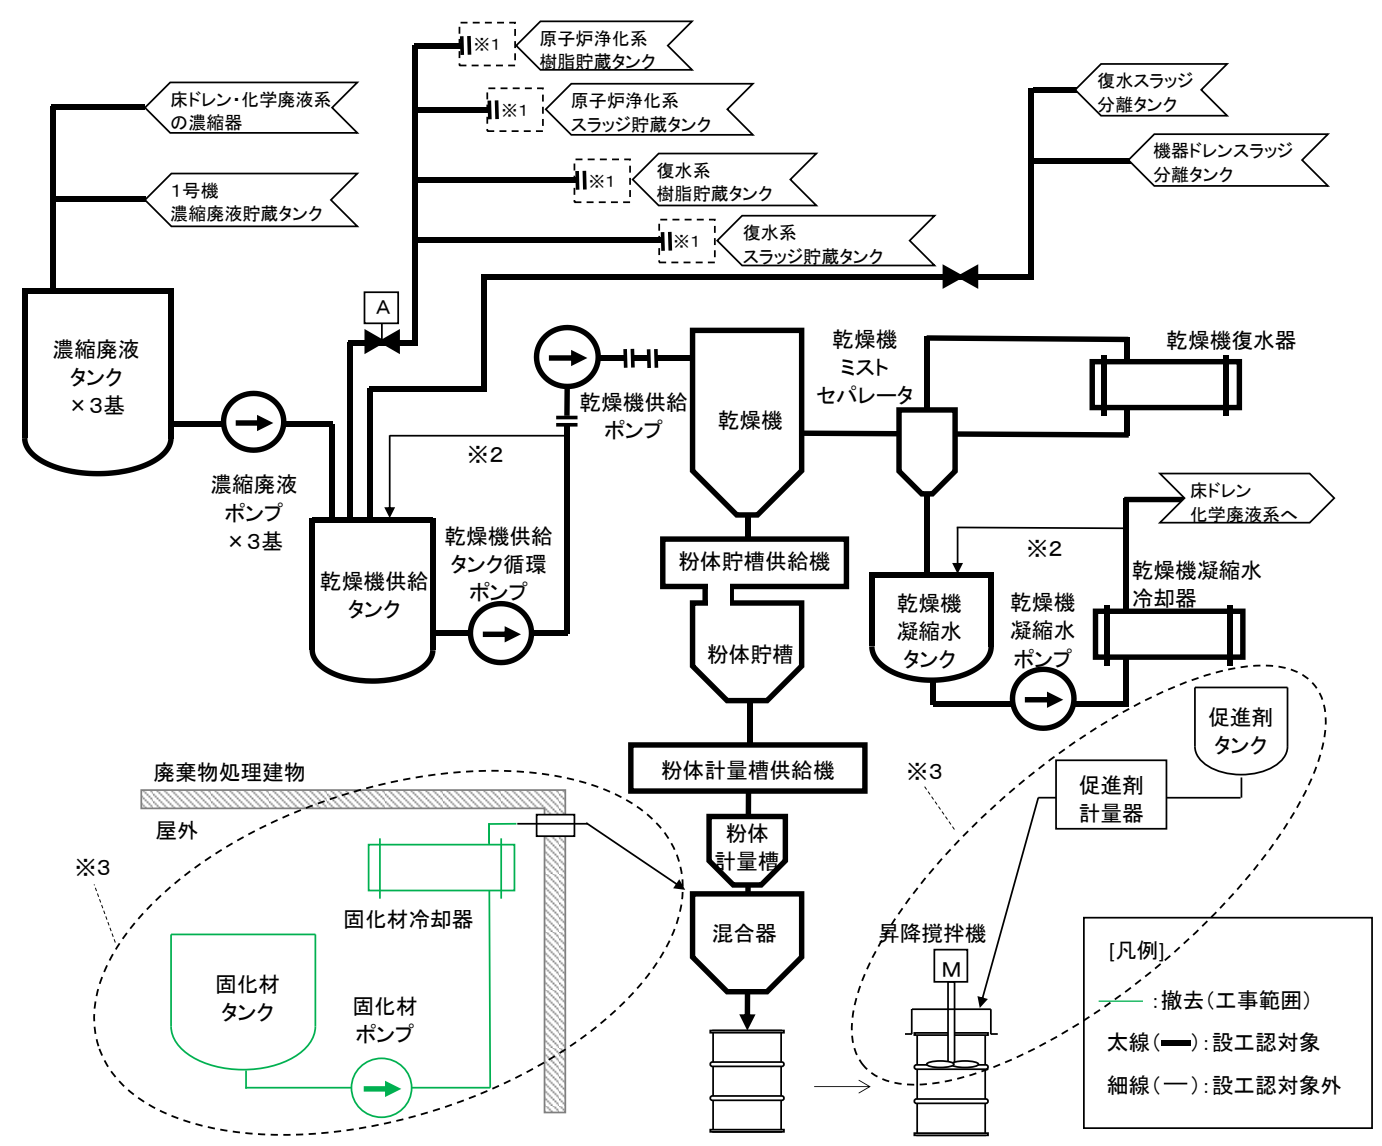 ※1
原子炉浄化系
樹脂貯蔵タンク
※1
原子炉浄化系
スラッジ貯蔵タンク
※1
復水系
樹脂貯蔵タンク
※1
復水系
スラッジ貯蔵タンク
床ドレン・化学廃液系
の濃縮器
1号機
濃縮廃液貯蔵タンク
復水スラッジ
分離タンク
機器ドレンスラッジ
分離タンク
A
濃縮廃液
タンク
×3基
濃縮廃液
ポンプ
×3基
※2
乾燥機供給
タンク
乾燥機供給
タンク循環
ポンプ
乾燥機供給
ポンプ
乾燥機
乾燥機
ミスト
セパレータ
乾燥機復水器
床ドレン
化学廃液系へ
※2
乾燥機
凝縮水
タンク
乾燥機
凝縮水
ポンプ
乾燥機凝縮水
冷却器
粉体貯槽供給機
粉体貯槽
粉体計量槽供給機
粉体
計量槽
混合器
廃棄物処理建物
屋外
※3
固化材冷却器
固化材
タンク
固化材
ポンプ
※3
促進剤
タンク
促進剤
計量器
昇降撹拌機
M
[凡例]
:撤去(工事範囲)
太線(━):設工認対象
細線(―):設工認対象外